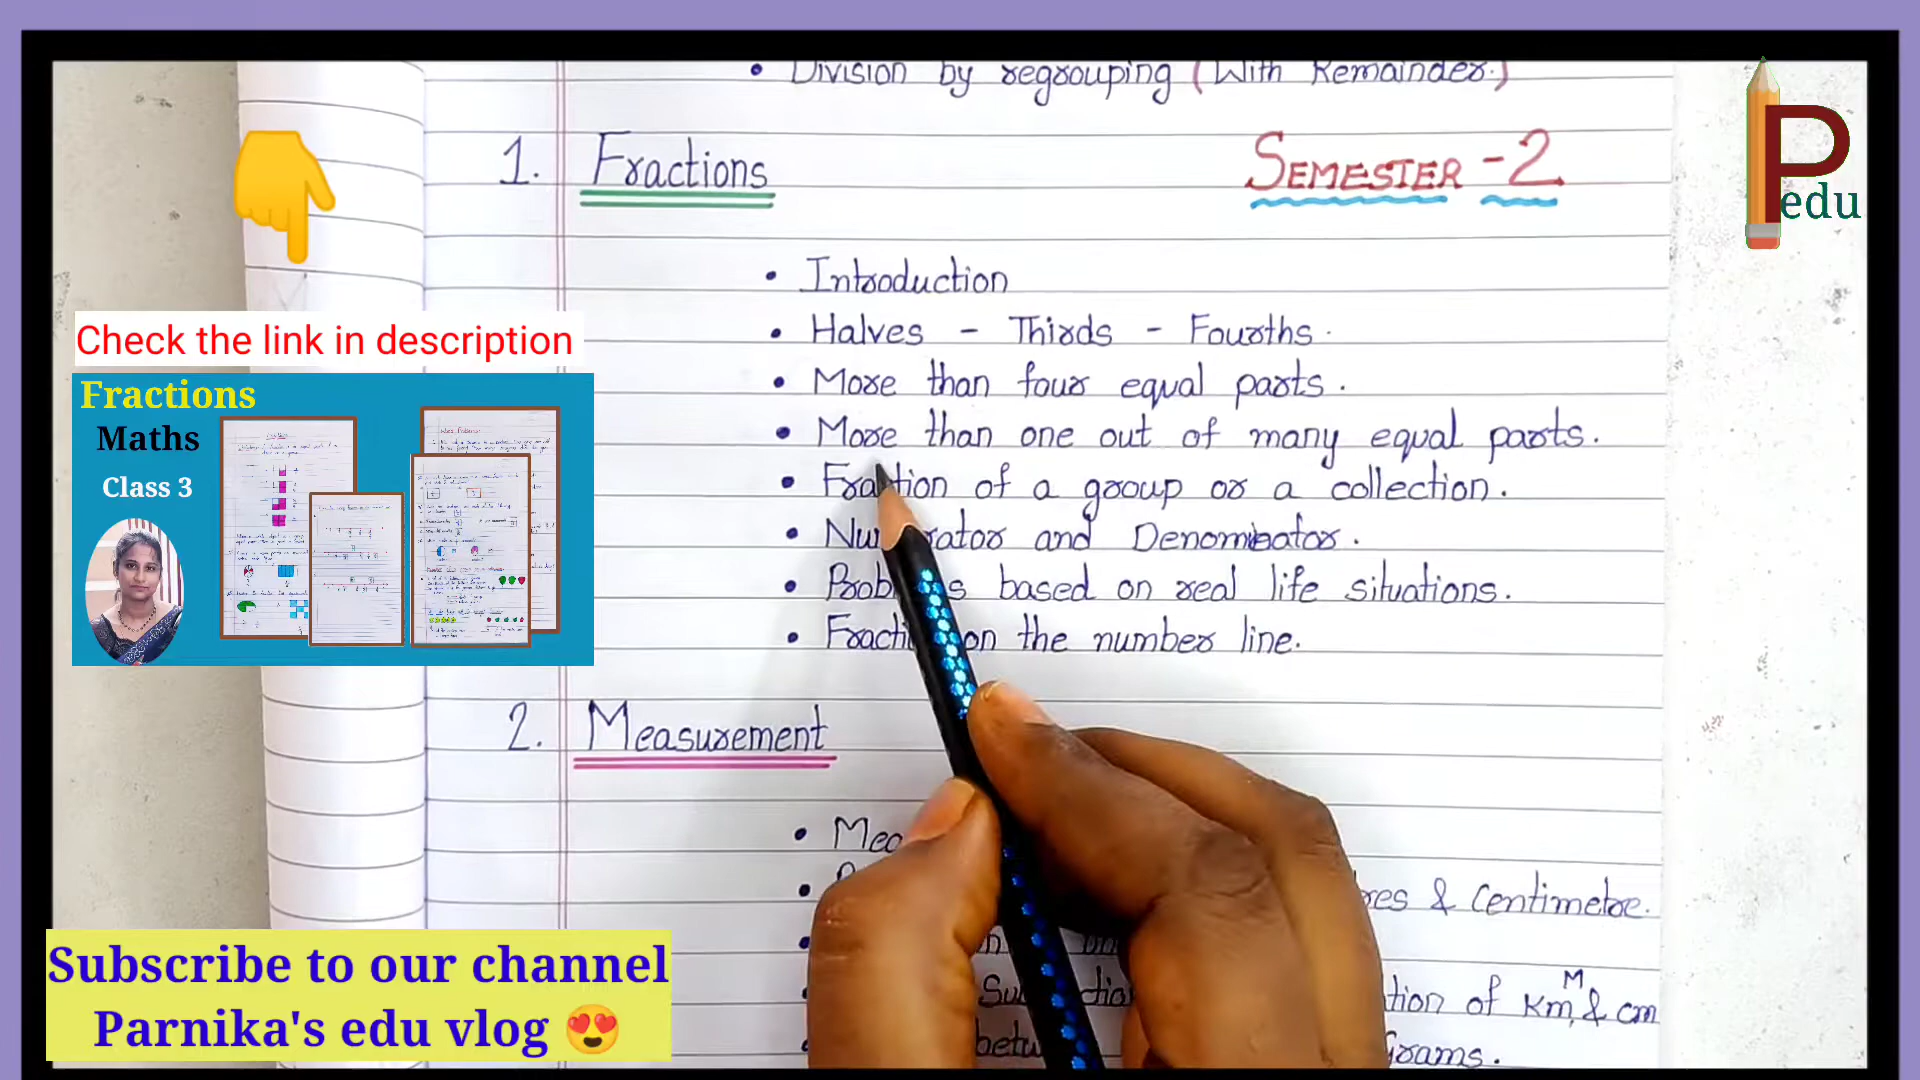 Division by regrouping (With Remainder.)
1. Fractions
SEMESTER - 2
Introduction
Halves - Thirds - Fourths.
More than four equal parts.
More than one out of many equal parts.
Fraction of a group or a collection.
and Denominator.
based on real life situations.
on the number line.
2. Measurement
& Centimetre.
of Km, M & cm
Grams.
Check the link in description
Fractions
Maths
Class 3
Subscribe to our channel
Parnika's edu vlog 😍
P
edu